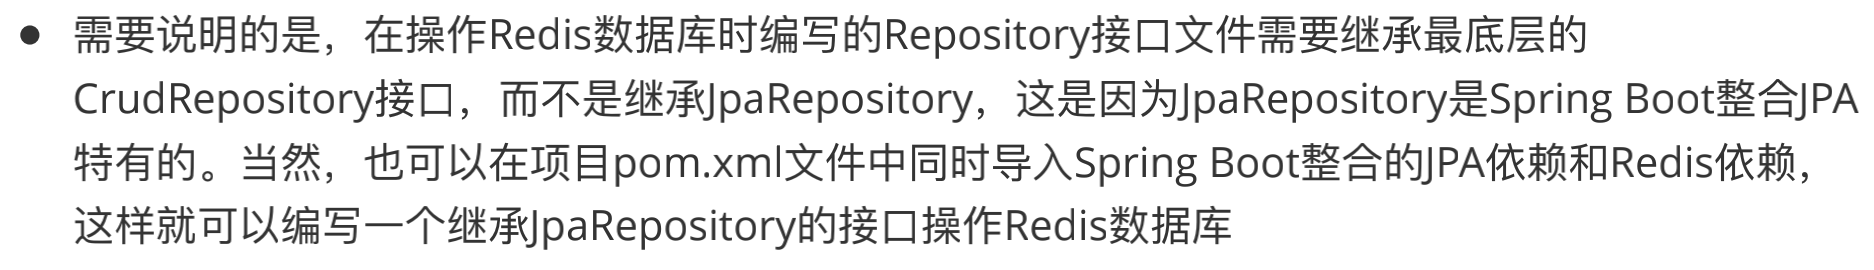 ● 需要说明的是，在操作Redis数据库时编写的Repository接口文件需要继承最底层的
CrudRepository接口，而不是继承JpaRepository，这是因为JpaRepository是Spring Boot整合JPA
特有的。当然，也可以在项目pom.xml文件中同时导入Spring Boot整合的JPA依赖和Redis依赖，
这样就可以编写一个继承JpaRepository的接口操作Redis数据库